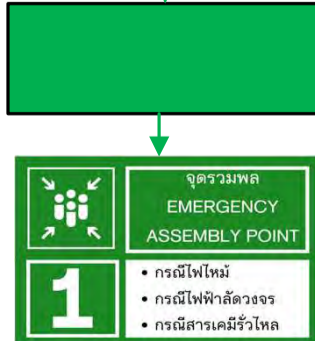 จุดรวมพล
EMERGENCY
ASSEMBLY POINT
1
• กรณีไฟไหม้
• กรณีไฟฟ้าลัดวงจร
• กรณีสารเคมีรั่วไหล